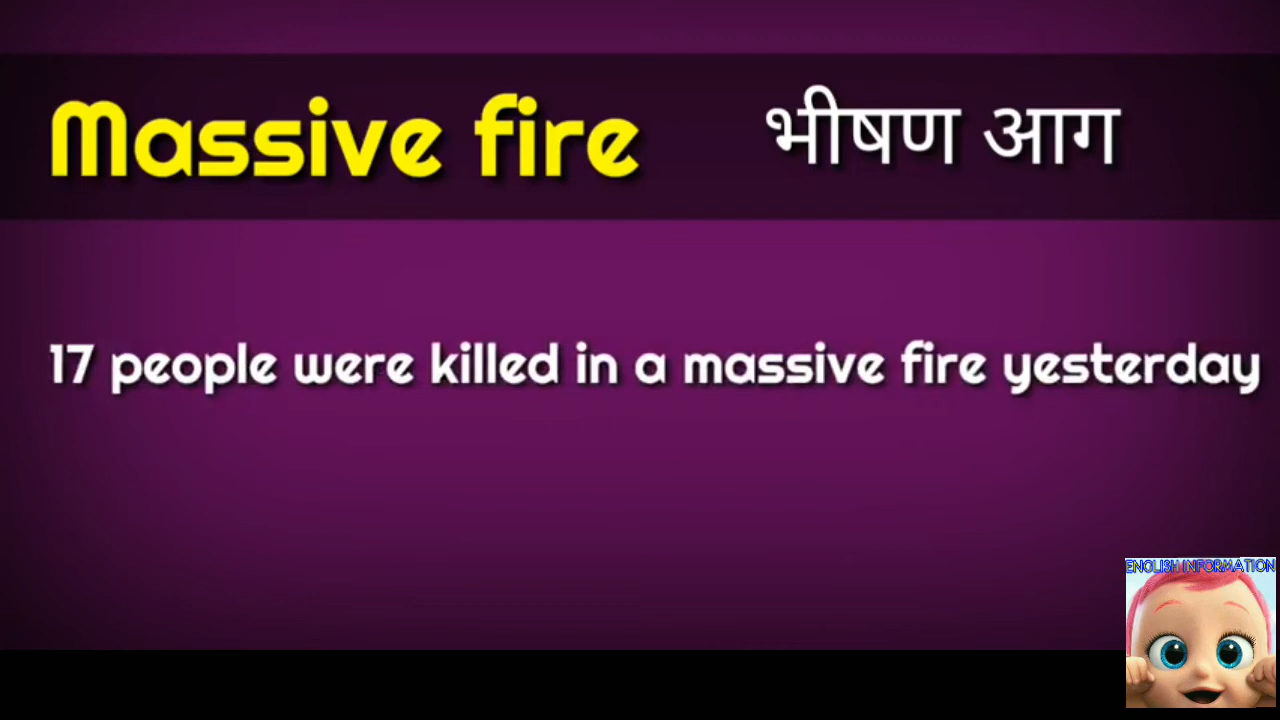 Massive fire भीषण आग
17 people were killed in a massive fire yesterday
ENGLISH INFORMATION